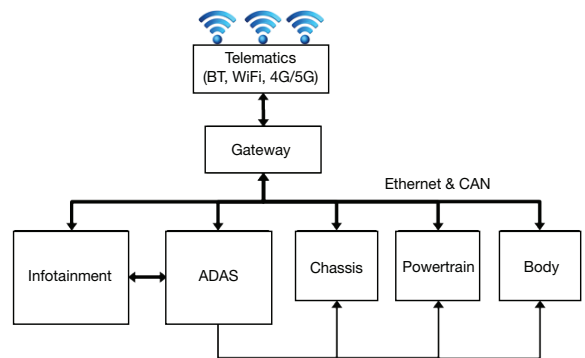 Telematics
(BT, WiFi, 4G/5G)
Gateway
Ethernet & CAN
Infotainment
ADAS
Chassis
Powertrain
Body